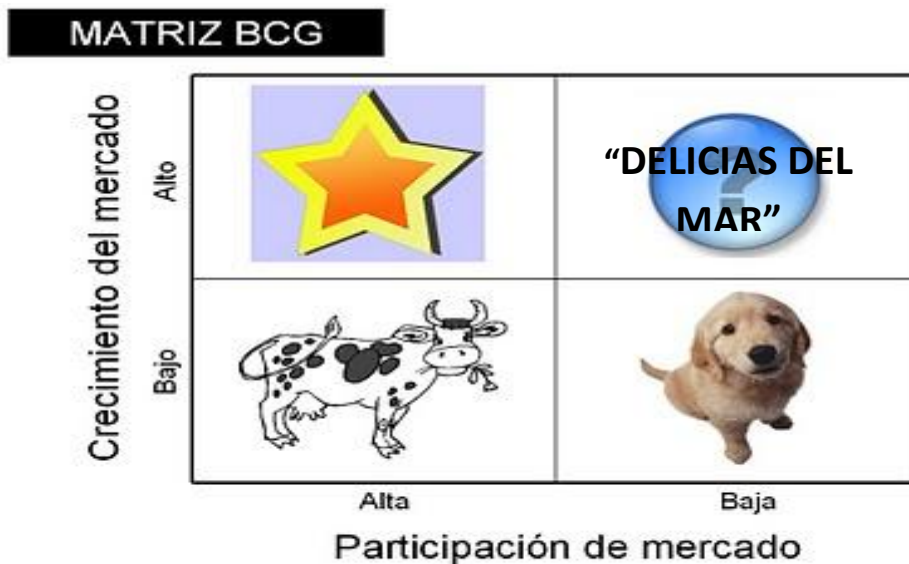 MATRIZ BCG
Crecimiento del mercado
Alto
“DELICIAS DEL
MAR”
?
Bajo
Alta
Baja
Participación de mercado